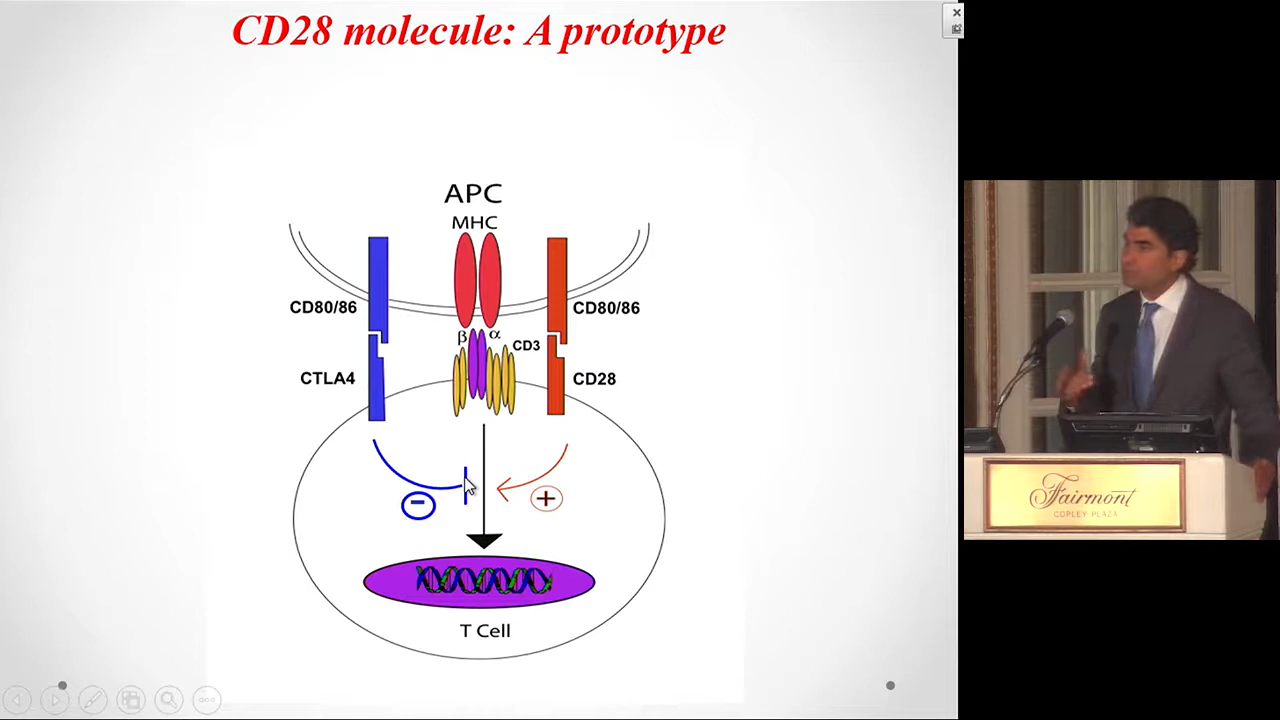 CD28 molecule: A prototype
APC
MHC
CD80/86
CD80/86
β
α
CD3
CTLA4
CD28
−
+
T Cell
Fairmont
COPLEY PLAZA